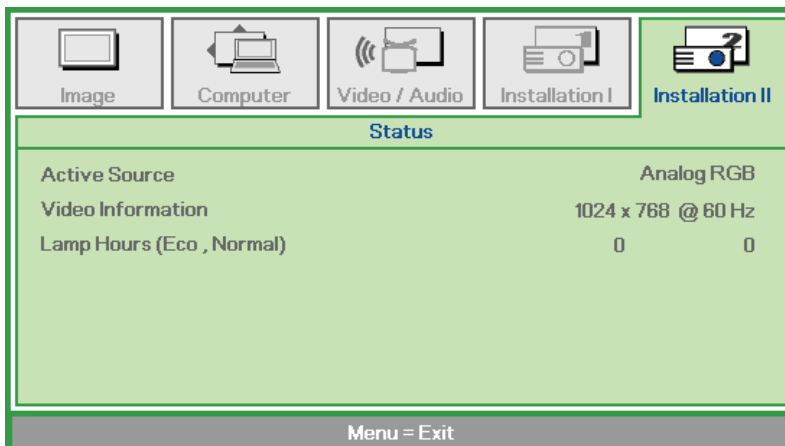 Image Computer Video / Audio Installation I Installation II
Status
Active Source Analog RGB
Video Information 1024 x 768 @ 60 Hz
Lamp Hours (Eco , Normal) 0 0
Menu = Exit